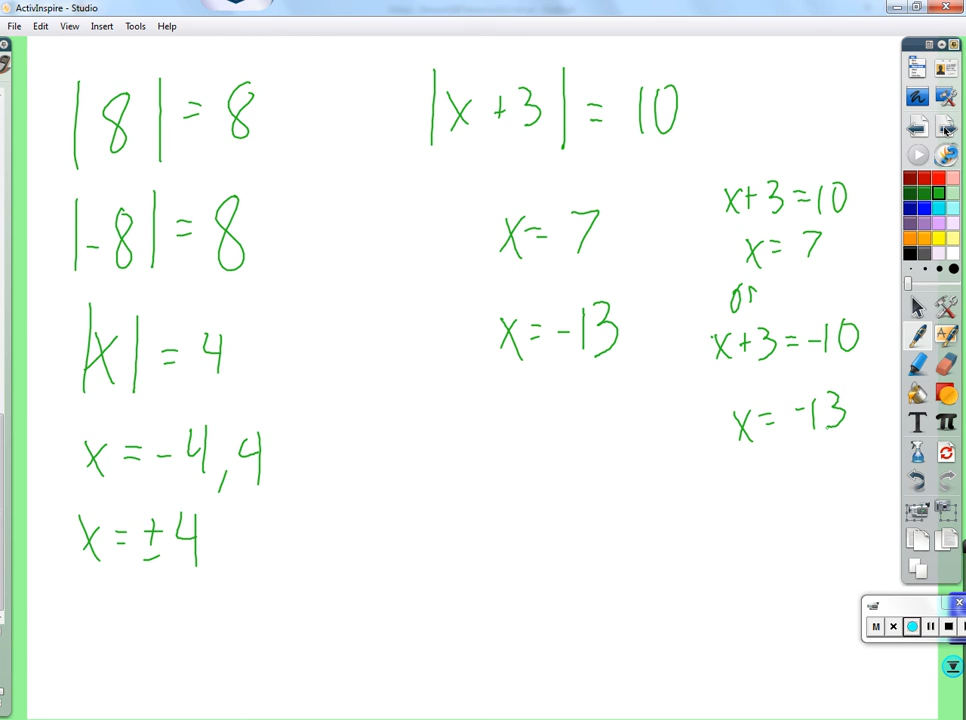 ActivInspire - Studio
File Edit View Insert Tools Help
|8| = 8
|-8| = 8
|x| = 4
x = -4, 4
x = ±4
|x + 3| = 10
x = 7
x = -13
x + 3 = 10
x = 7
or
x + 3 = -10
x = -13
T π
M